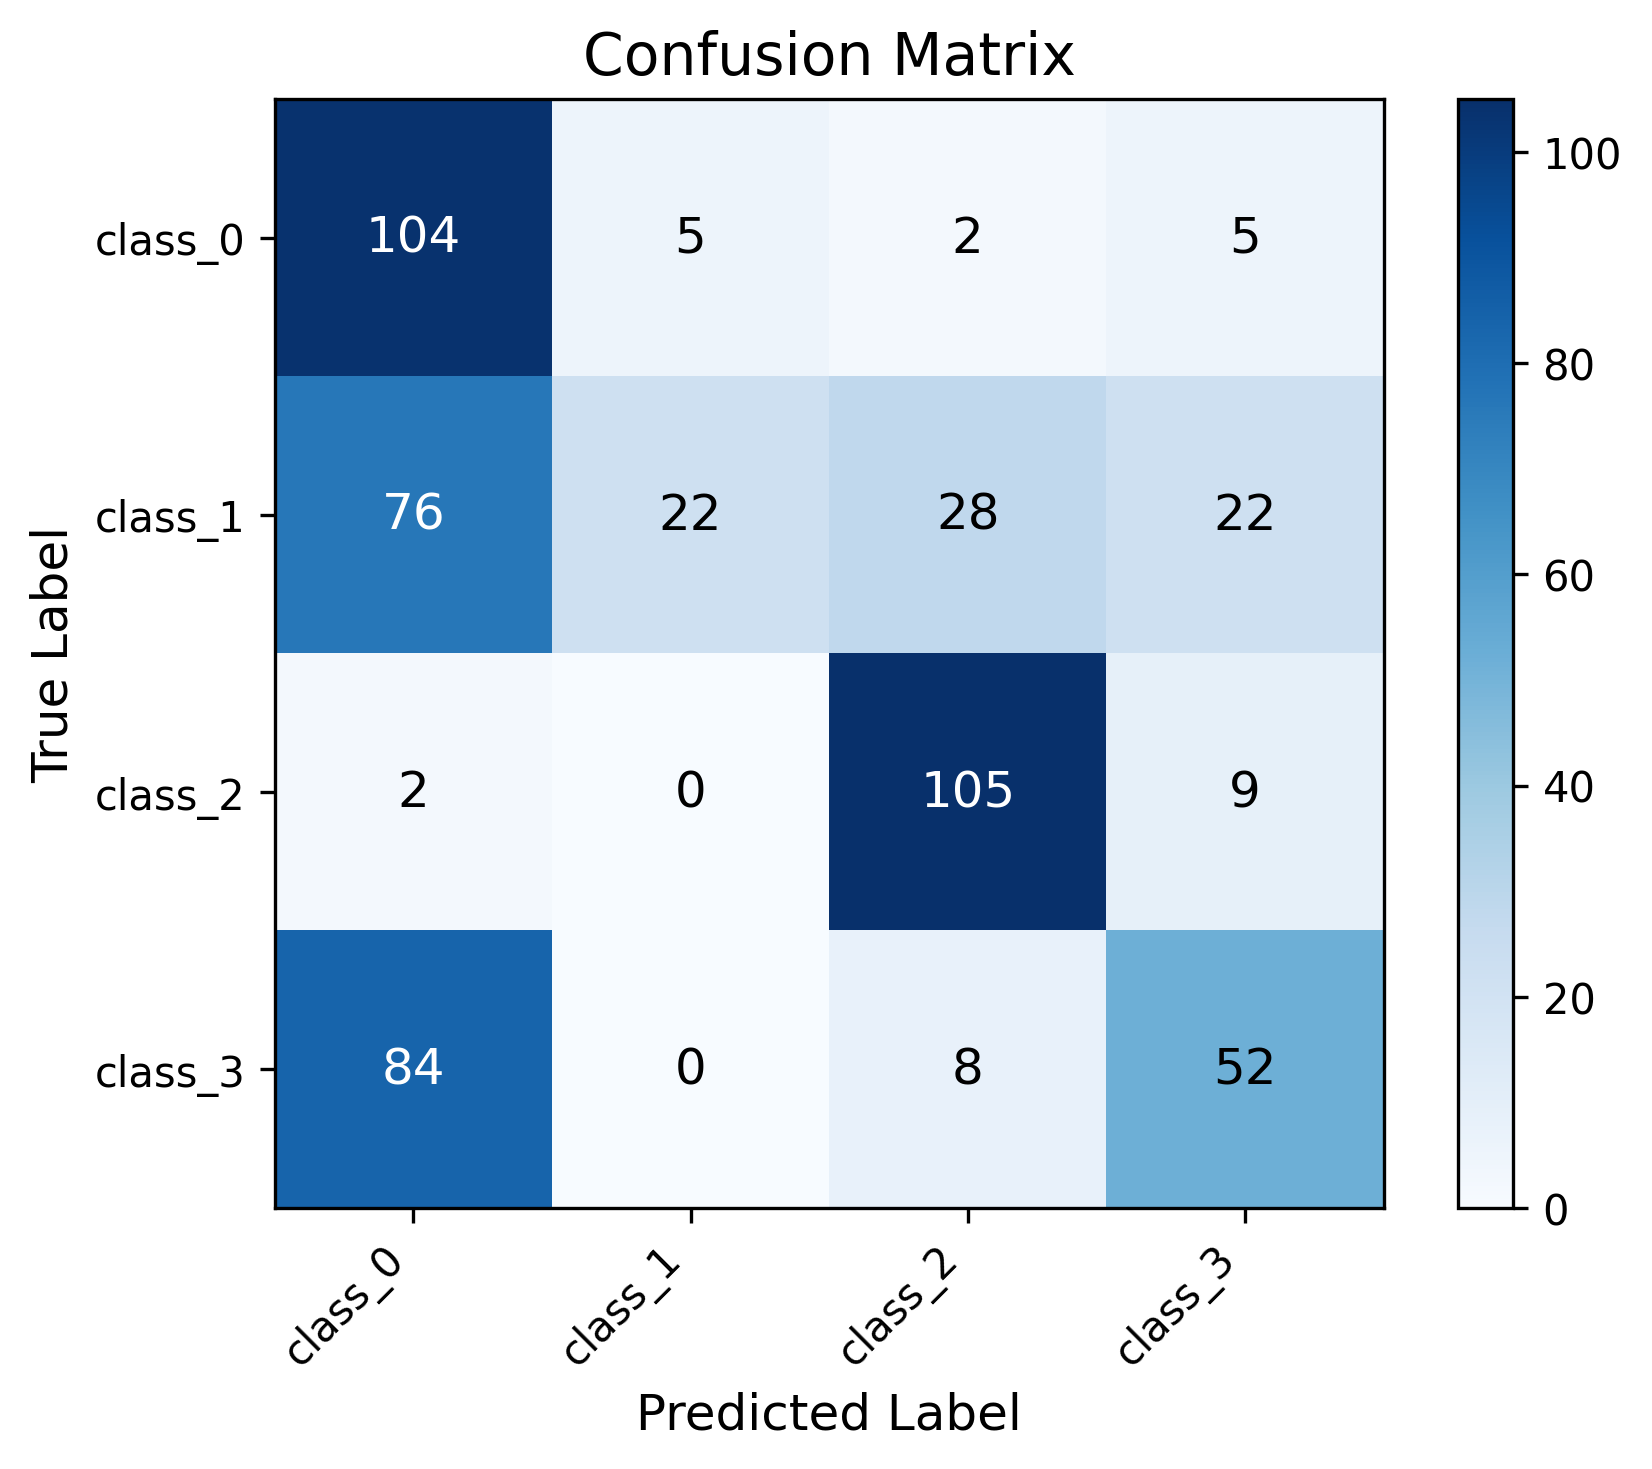 Confusion Matrix
True Label
class_0 104 5 2 5
class_1 76 22 28 22
class_2 2 0 105 9
class_3 84 0 8 52
class_0 class_1 class_2 class_3
Predicted Label
100
80
60
40
20
0